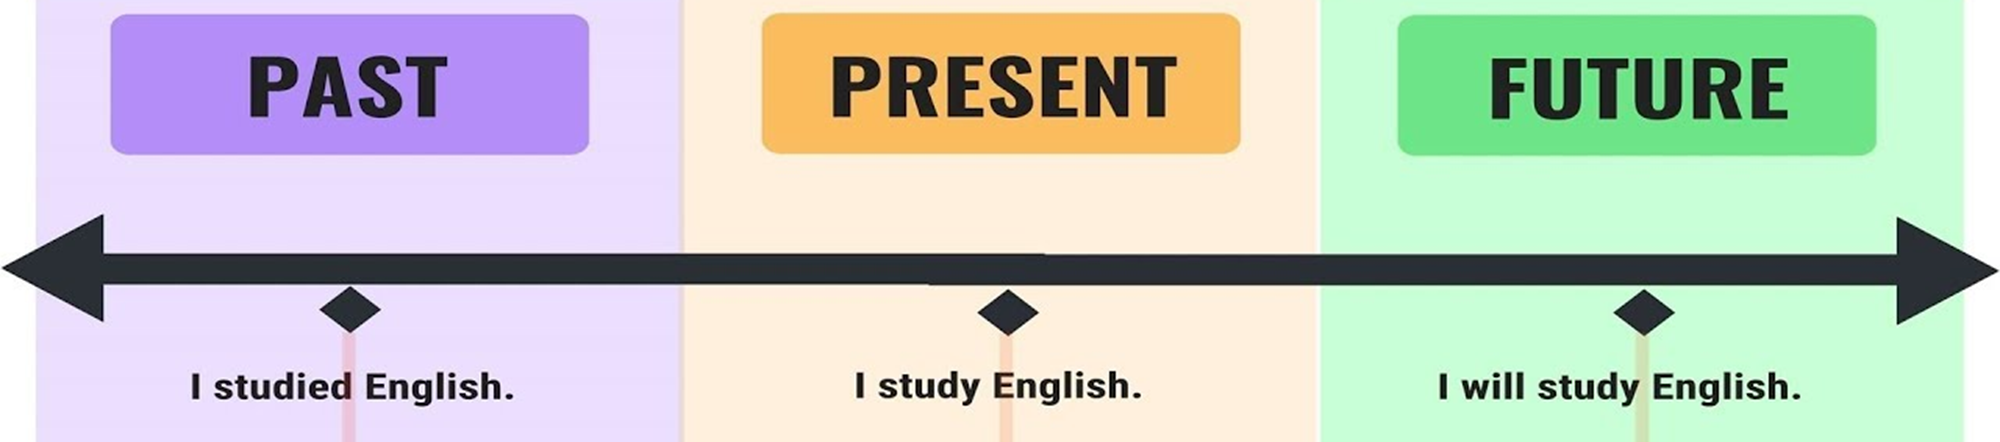 PAST
PRESENT
FUTURE
I studied English.
I study English.
I will study English.